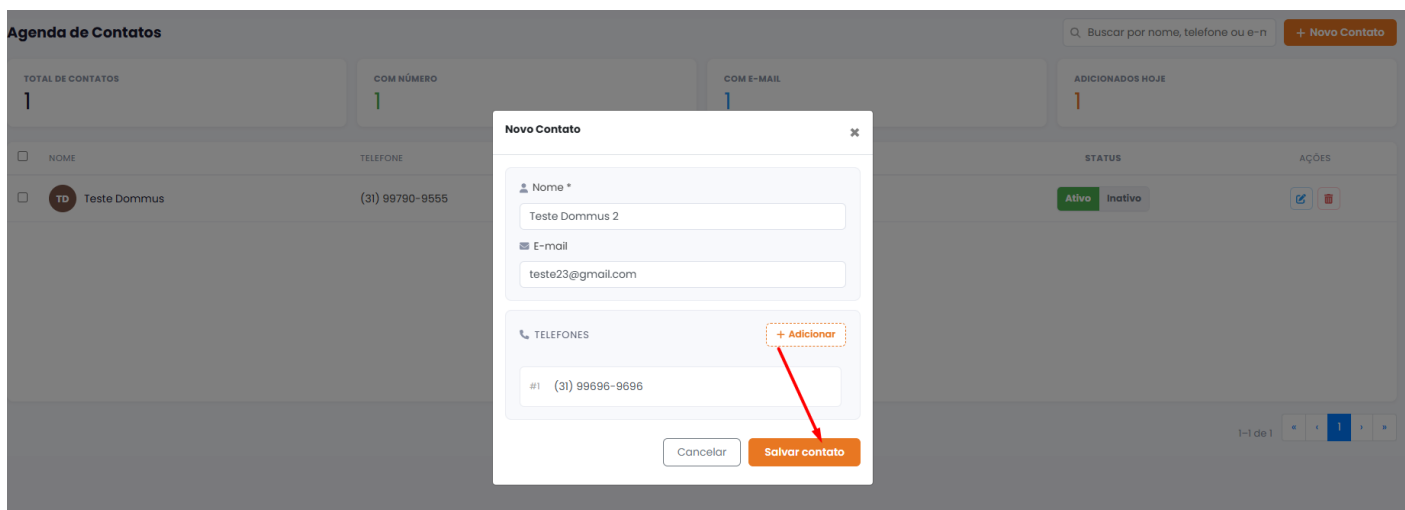 Agenda de Contatos
Buscar por nome, telefone ou e-n
+ Novo Contato
TOTAL DE CONTATOS
1
COM NÚMERO
1
COM E-MAIL
1
ADICIONADOS HOJE
1
NOME
TELEFONE
STATUS
AÇÕES
TD
Teste Dommus
(31) 99790-9555
Ativo
Inativo
Novo Contato
Nome *
Teste Dommus 2
E-mail
teste23@gmail.com
TELEFONES
+ Adicionar
#1
(31) 99696-9696
Cancelar
Salvar contato
1-1 de 1
« ‹ 1 › »